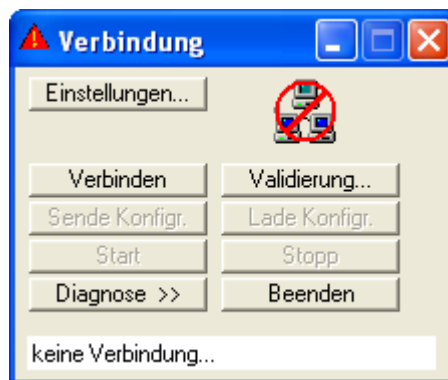 Verbindung
Einstellungen...
Verbinden
Validierung...
Sende Konfigr.
Lade Konfigr.
Start
Stopp
Diagnose >>
Beenden
keine Verbindung...